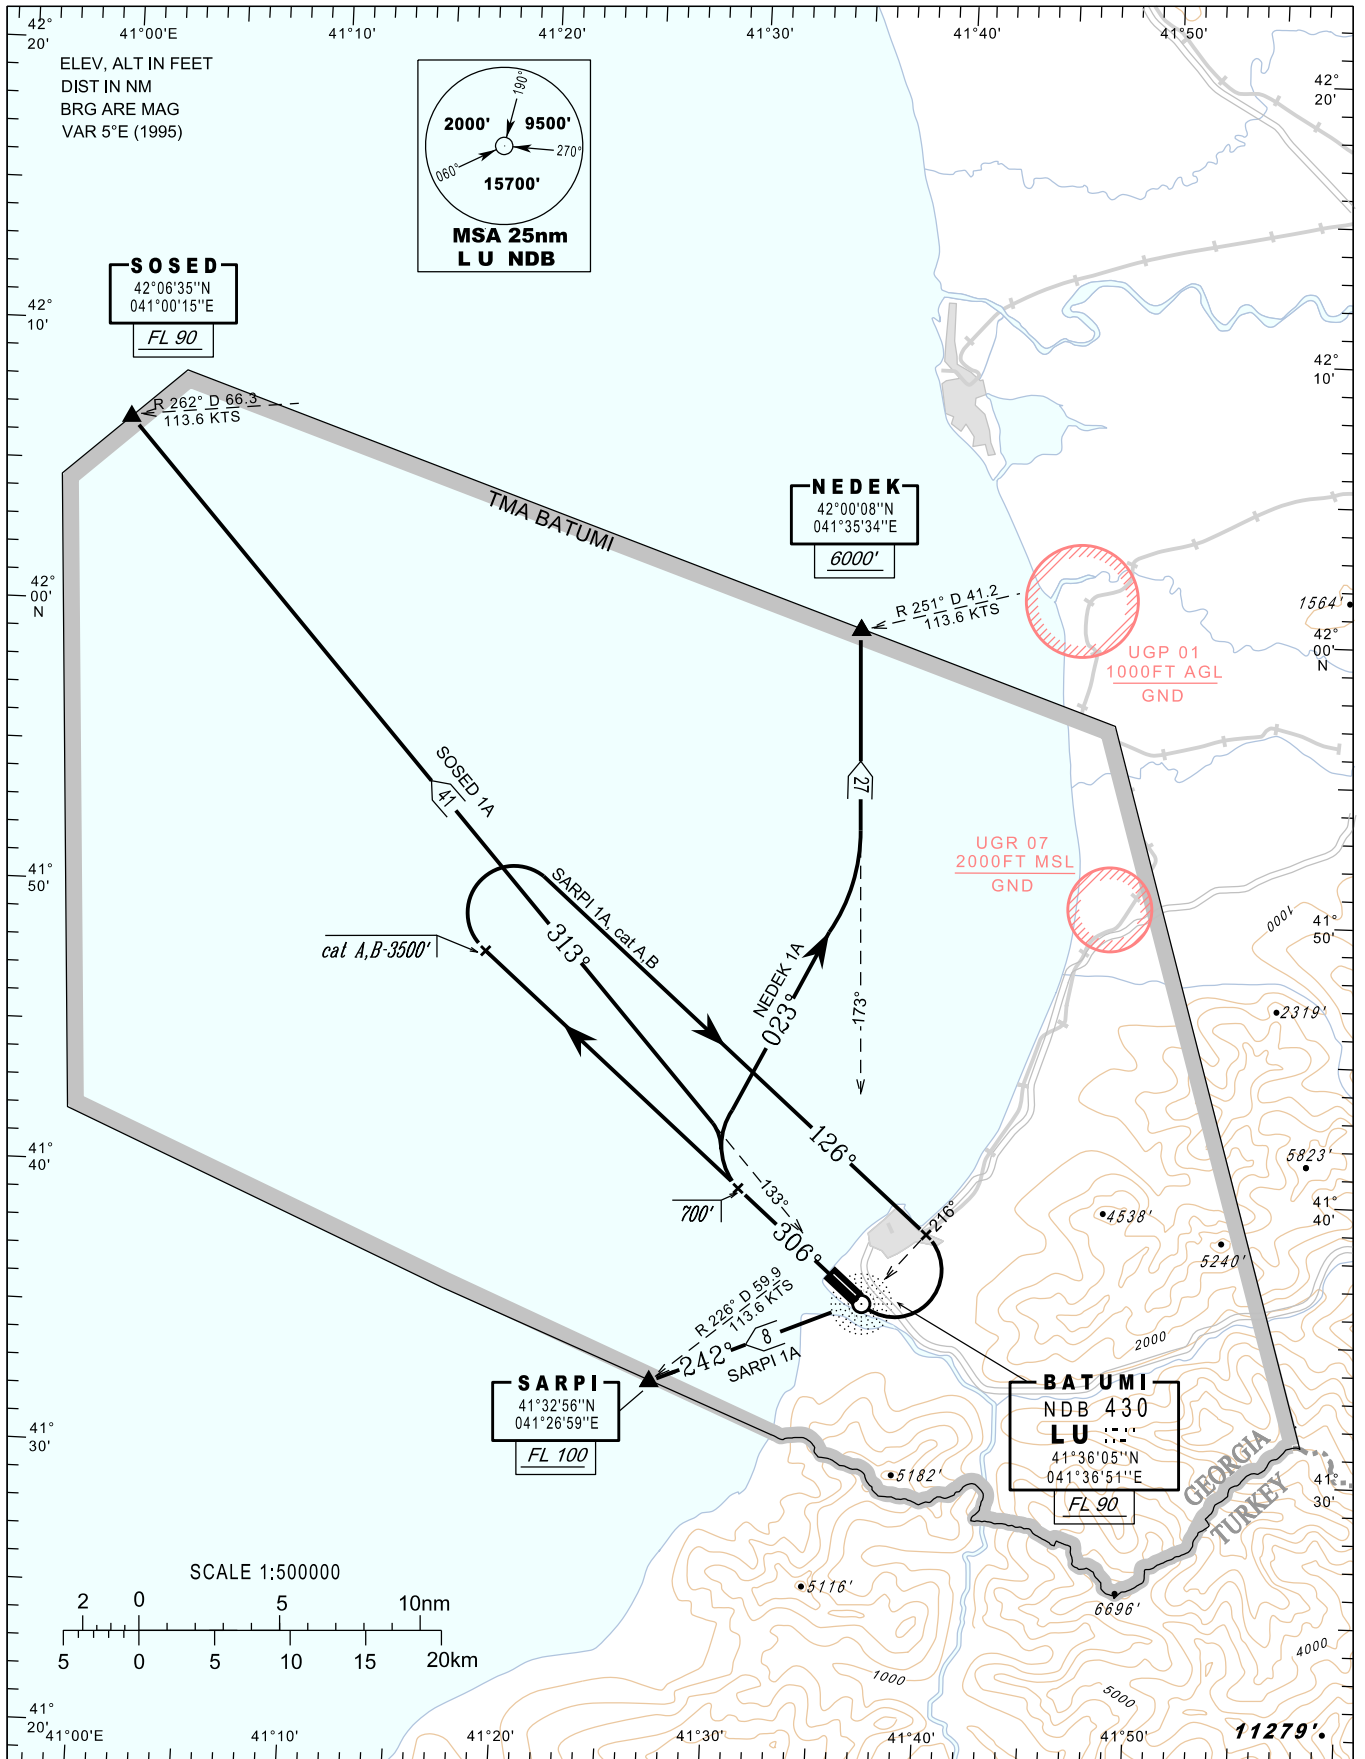 42°
20'
41°00'E
41°10'
41°20'
41°30'
41°40'
41°50'
ELEV, ALT IN FEET
DIST IN NM
BRG ARE MAG
VAR 5°E (1995)
190°
2000'
9500'
270°
060°
15700'
MSA 25nm
L U NDB
42°
20'
SOSED
42°06'35"N
041°00'15"E
FL 90
42°
10'
42°
10'
R 262° D 66.3
113.6 KTS
TMA BATUMI
NEDEK
42°00'08"N
041°35'34"E
6000'
R 251° D 41.2
113.6 KTS
42°
00'
N
1564'
42°
00'
N
UGP 01
1000FT AGL
GND
SOSED 1A
41
27
UGR 07
2000FT MSL
GND
41°
50'
SARPI 1A, cat A,B
1000
41°
50'
cat A,B-3500'
313°
NEDEK 1A
023°
173°
2319'
126°
41°
40'
5823'
133°
700'
216°
4538'
41°
40'
306°
5240'
R 226° D 59.9
113.6 KTS
242°
8
SARPI 1A
2000
SARPI
41°32'56"N
041°26'59"E
FL 100
BATUMI
NDB 430
LU
41°36'05"N
041°36'51"E
FL 90
41°
30'
GEORGIA
TURKEY
41°
30'
5182'
5116'
6696'
SCALE 1:500000
2 0 5 10nm
5 0 5 10 15 20km
4000
1000
5000
41°
20'
41°00'E
41°10'
41°20'
41°30'
41°40'
41°50'
11279'